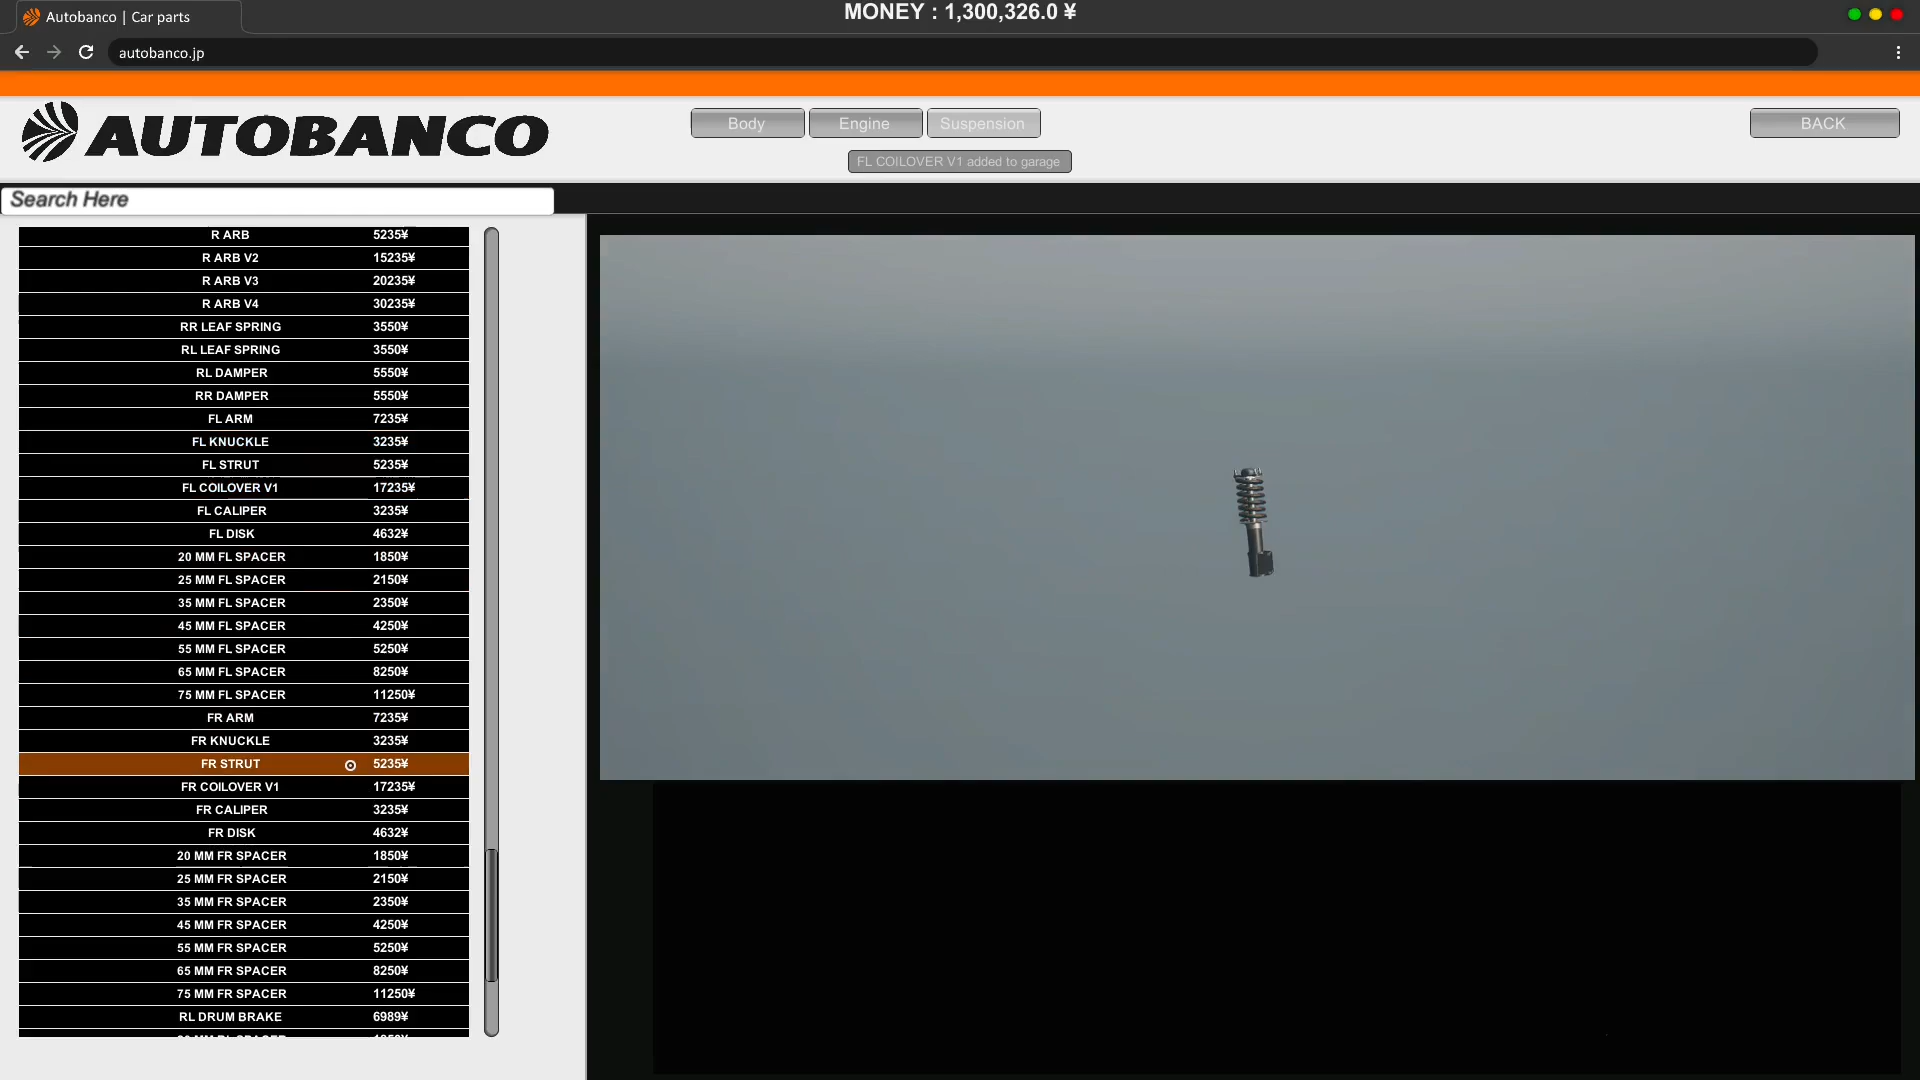 Autobanco | Car parts
MONEY : 1,300,326.0 ¥
autobanco.jp
AUTOBANCO
Body
Engine
Suspension
BACK
FL COILOVER V1 added to garage
Search Here
R ARB 5235¥
R ARB V2 15235¥
R ARB V3 20235¥
R ARB V4 30235¥
RR LEAF SPRING 3550¥
RL LEAF SPRING 3550¥
RL DAMPER 5550¥
RR DAMPER 5550¥
FL ARM 7235¥
FL KNUCKLE 3235¥
FL STRUT 5235¥
FL COILOVER V1 17235¥
FL CALIPER 3235¥
FL DISK 4632¥
20 MM FL SPACER 1850¥
25 MM FL SPACER 2150¥
35 MM FL SPACER 2350¥
45 MM FL SPACER 4250¥
55 MM FL SPACER 5250¥
65 MM FL SPACER 8250¥
75 MM FL SPACER 11250¥
FR ARM 7235¥
FR KNUCKLE 3235¥
FR STRUT 5235¥
FR COILOVER V1 17235¥
FR CALIPER 3235¥
FR DISK 4632¥
20 MM FR SPACER 1850¥
25 MM FR SPACER 2150¥
35 MM FR SPACER 2350¥
45 MM FR SPACER 4250¥
55 MM FR SPACER 5250¥
65 MM FR SPACER 8250¥
75 MM FR SPACER 11250¥
RL DRUM BRAKE 6989¥